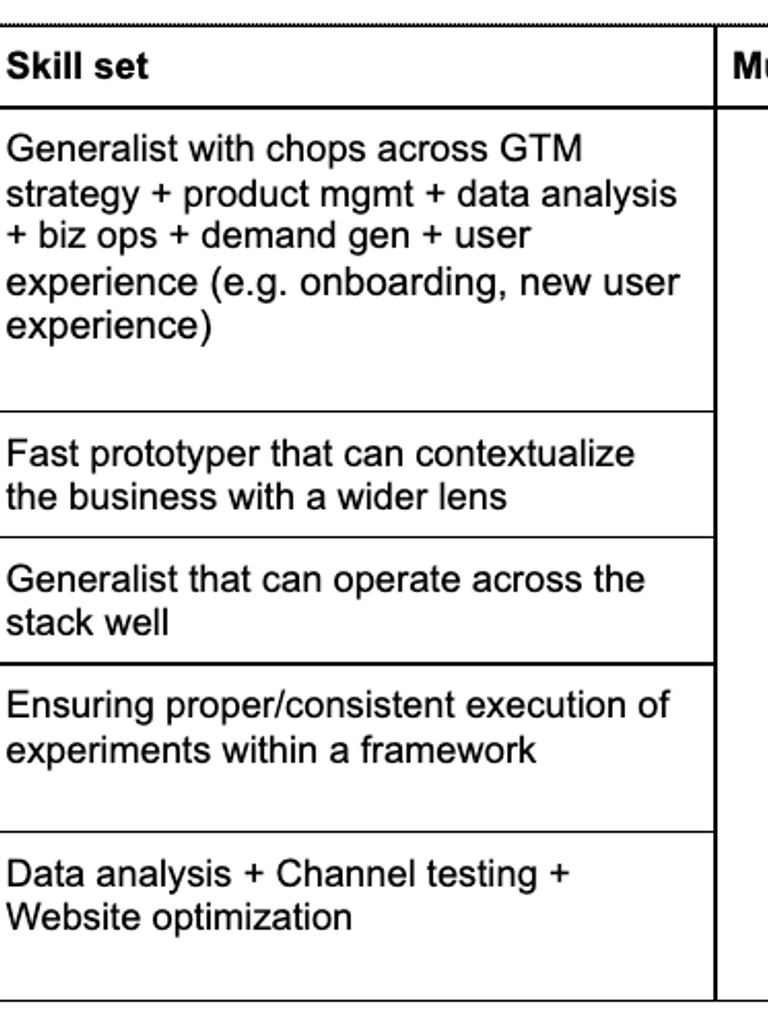 Skill set
Generalist with chops across GTM
strategy + product mgmt + data analysis
+ biz ops + demand gen + user
experience (e.g. onboarding, new user
experience)
Fast prototyper that can contextualize
the business with a wider lens
Generalist that can operate across the
stack well
Ensuring proper/consistent execution of
experiments within a framework
Data analysis + Channel testing +
Website optimization